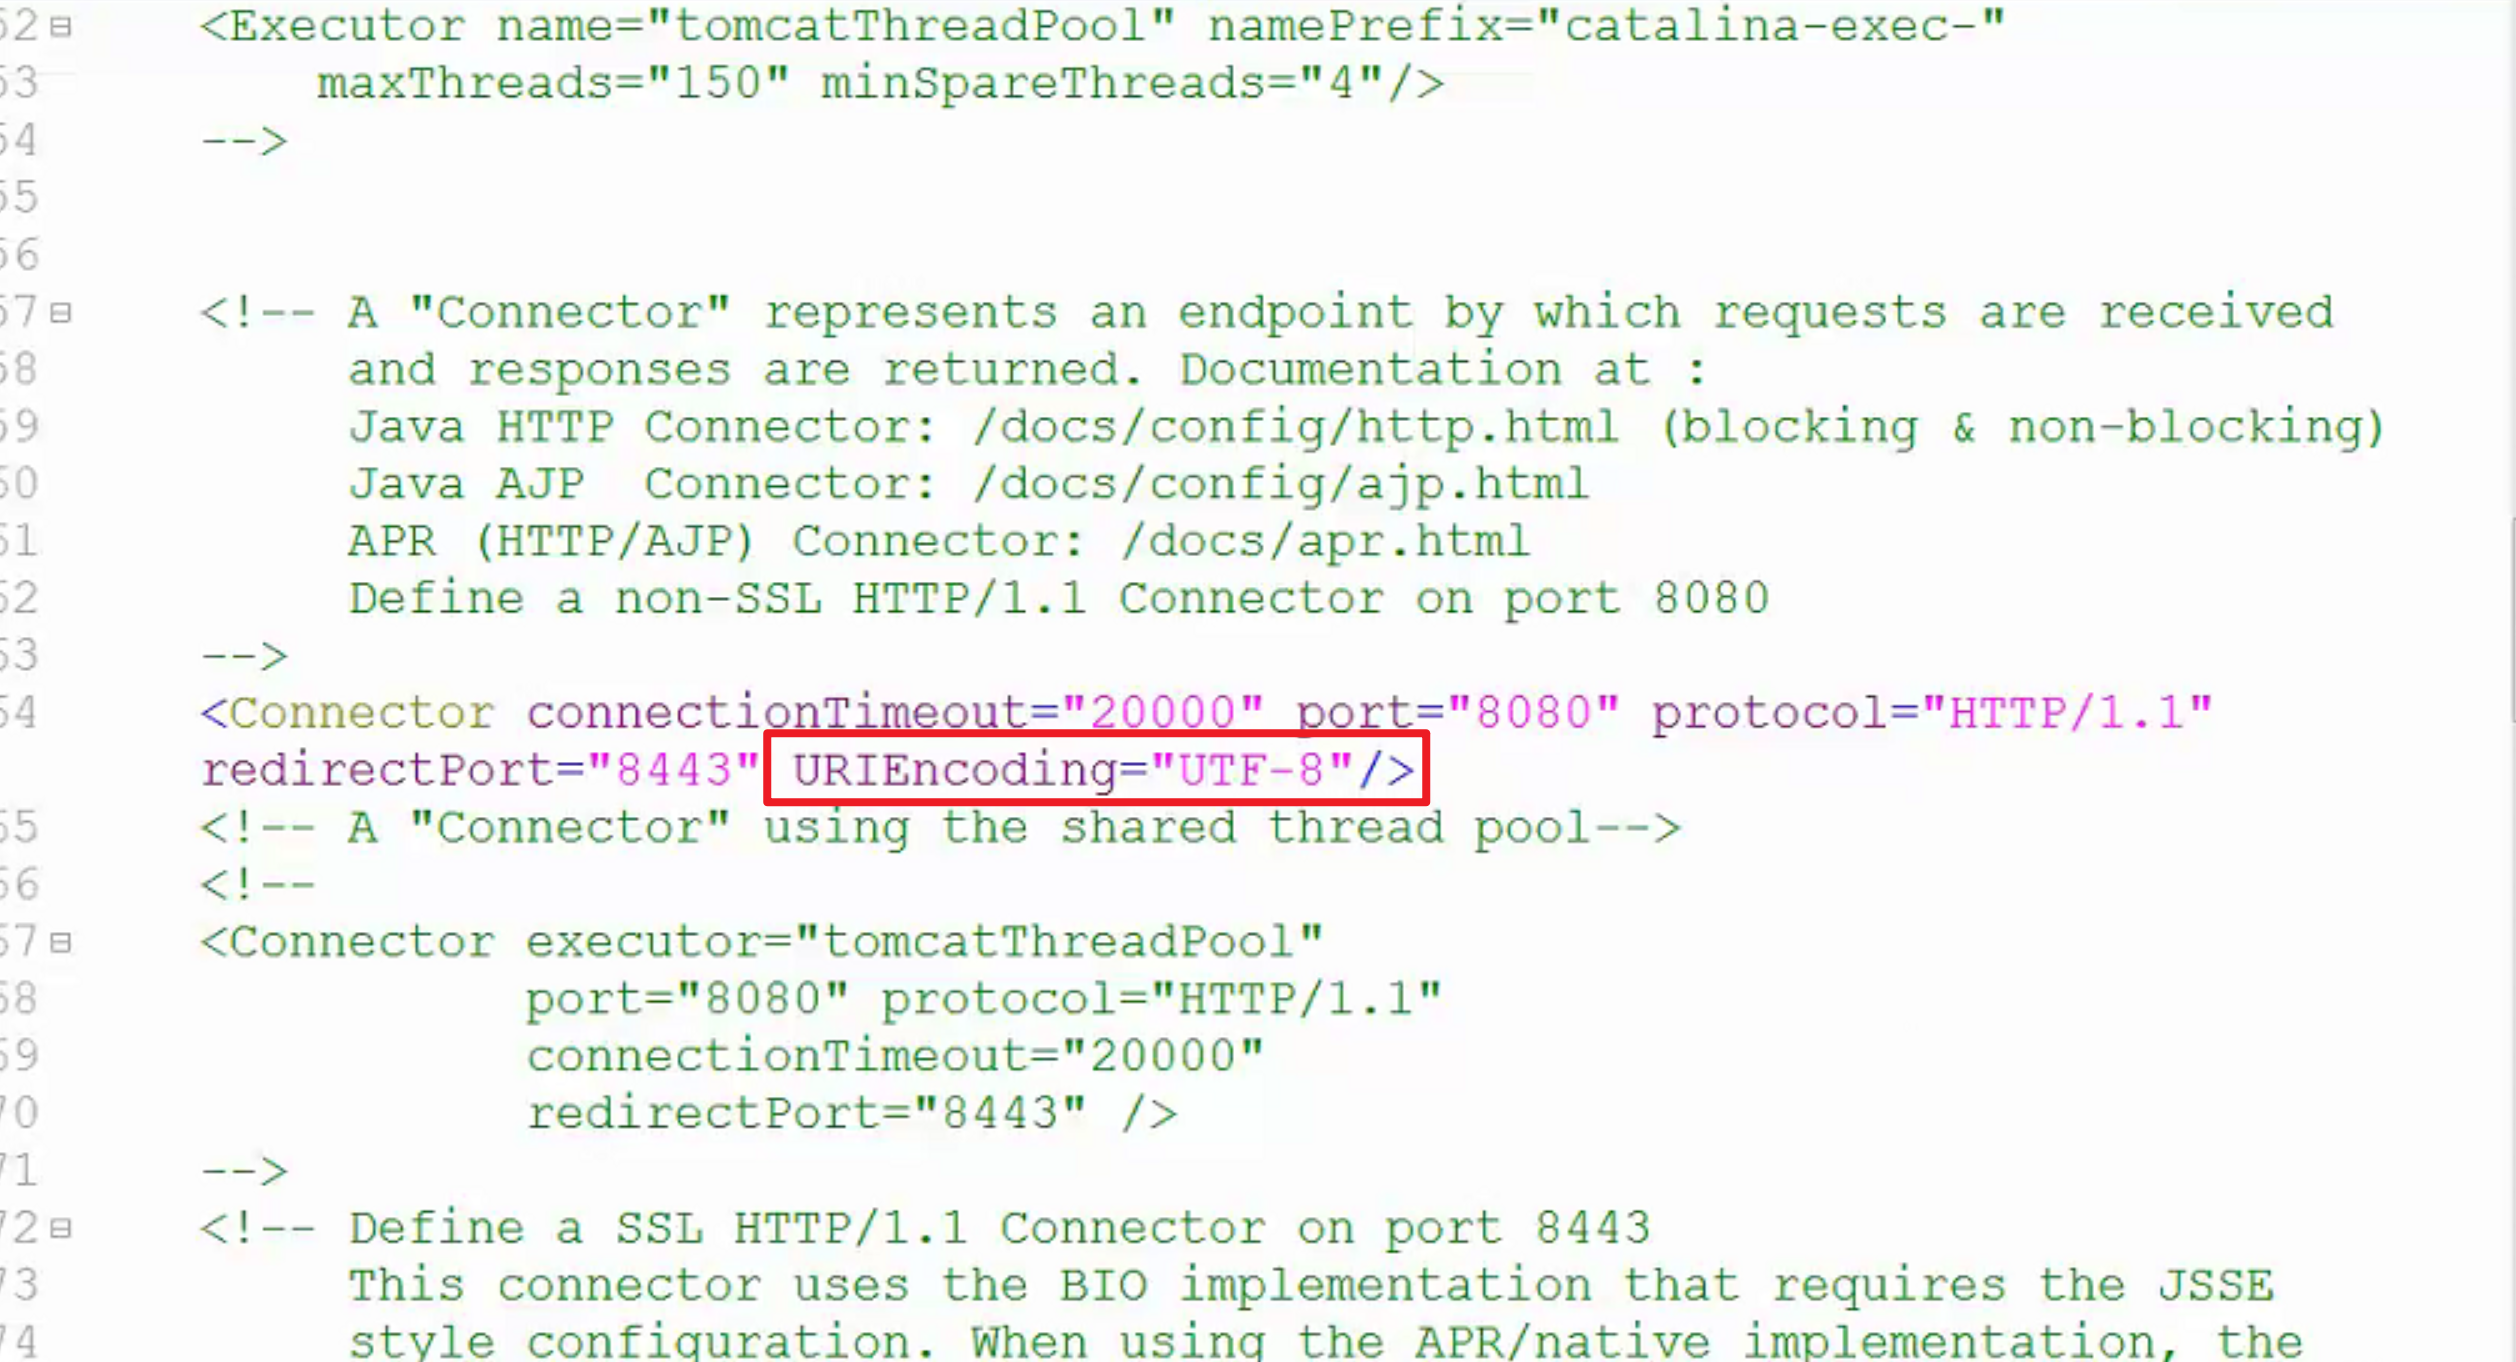 52 <Executor name="tomcatThreadPool" namePrefix="catalina-exec-"
53 maxThreads="150" minSpareThreads="4"/>
54 -->
55
56
57 <!-- A "Connector" represents an endpoint by which requests are received
58 and responses are returned. Documentation at :
59 Java HTTP Connector: /docs/config/http.html (blocking & non-blocking)
60 Java AJP  Connector: /docs/config/ajp.html
61 APR (HTTP/AJP) Connector: /docs/apr.html
62 Define a non-SSL HTTP/1.1 Connector on port 8080
63 -->
64 <Connector connectionTimeout="20000" port="8080" protocol="HTTP/1.1"
redirectPort="8443" URIEncoding="UTF-8"/>
65 <!-- A "Connector" using the shared thread pool-->
66 <!--
67 <Connector executor="tomcatThreadPool"
68 port="8080" protocol="HTTP/1.1"
69 connectionTimeout="20000"
70 redirectPort="8443" />
71 -->
72 <!-- Define a SSL HTTP/1.1 Connector on port 8443
73 This connector uses the BIO implementation that requires the JSSE
74 style configuration. When using the APR/native implementation, the